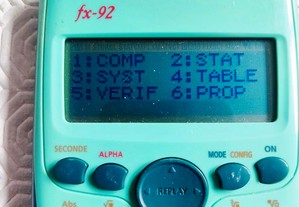 fx-92
1:COMP 2:STAT
3:SYST 4:TABLE
5:VERIF 6:PROP
SECONDE ALPHA MODE CONFIG ON
REPLAY
Abs